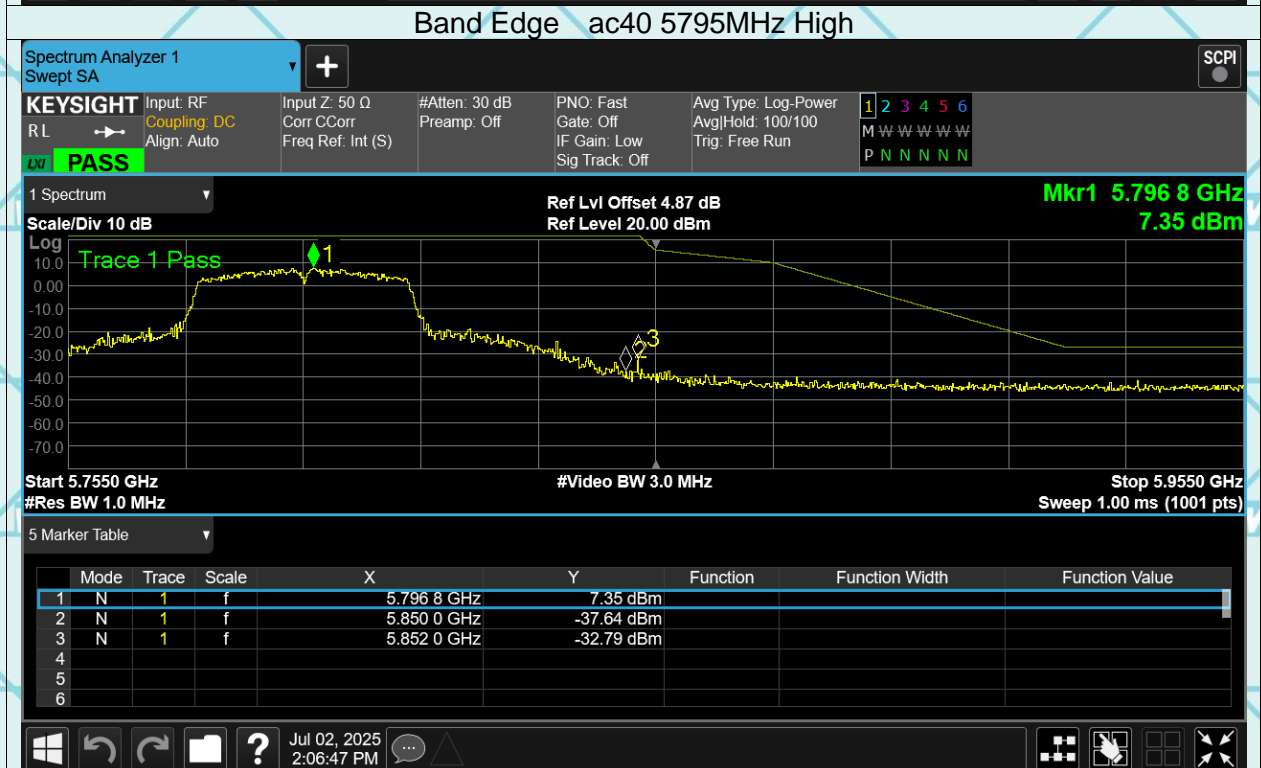 Band Edge ac40 5795MHz High
Spectrum Analyzer 1
Swept SA
+
SCPI
KEYSIGHT Input: RF Input Z: 50 Ω #Atten: 30 dB PNO: Fast Avg Type: Log-Power 1 2 3 4 5 6
R L Coupling: DC Corr CCorr Preamp: Off Gate: Off Avg|Hold: 100/100 M W W W W W
Align: Auto Freq Ref: Int (S) IF Gain: Low Trig: Free Run
LXI PASS Sig Track: Off P N N N N N
1 Spectrum
Ref Lvl Offset 4.87 dB
Mkr1 5.796 8 GHz
Scale/Div 10 dB Ref Level 20.00 dBm 7.35 dBm
Log
Trace 1 Pass
1
10.0
0.00
-10.0
-20.0
-30.0
-40.0
-50.0
-60.0
-70.0
2
3
Start 5.7550 GHz #Video BW 3.0 MHz Stop 5.9550 GHz
#Res BW 1.0 MHz Sweep 1.00 ms (1001 pts)
5 Marker Table
Mode Trace Scale X Y Function Function Width Function Value
1 N 1 f 5.796 8 GHz 7.35 dBm
2 N 1 f 5.850 0 GHz -37.64 dBm
3 N 1 f 5.852 0 GHz -32.79 dBm
4
5
6
?
Jul 02, 2025
2:06:47 PM